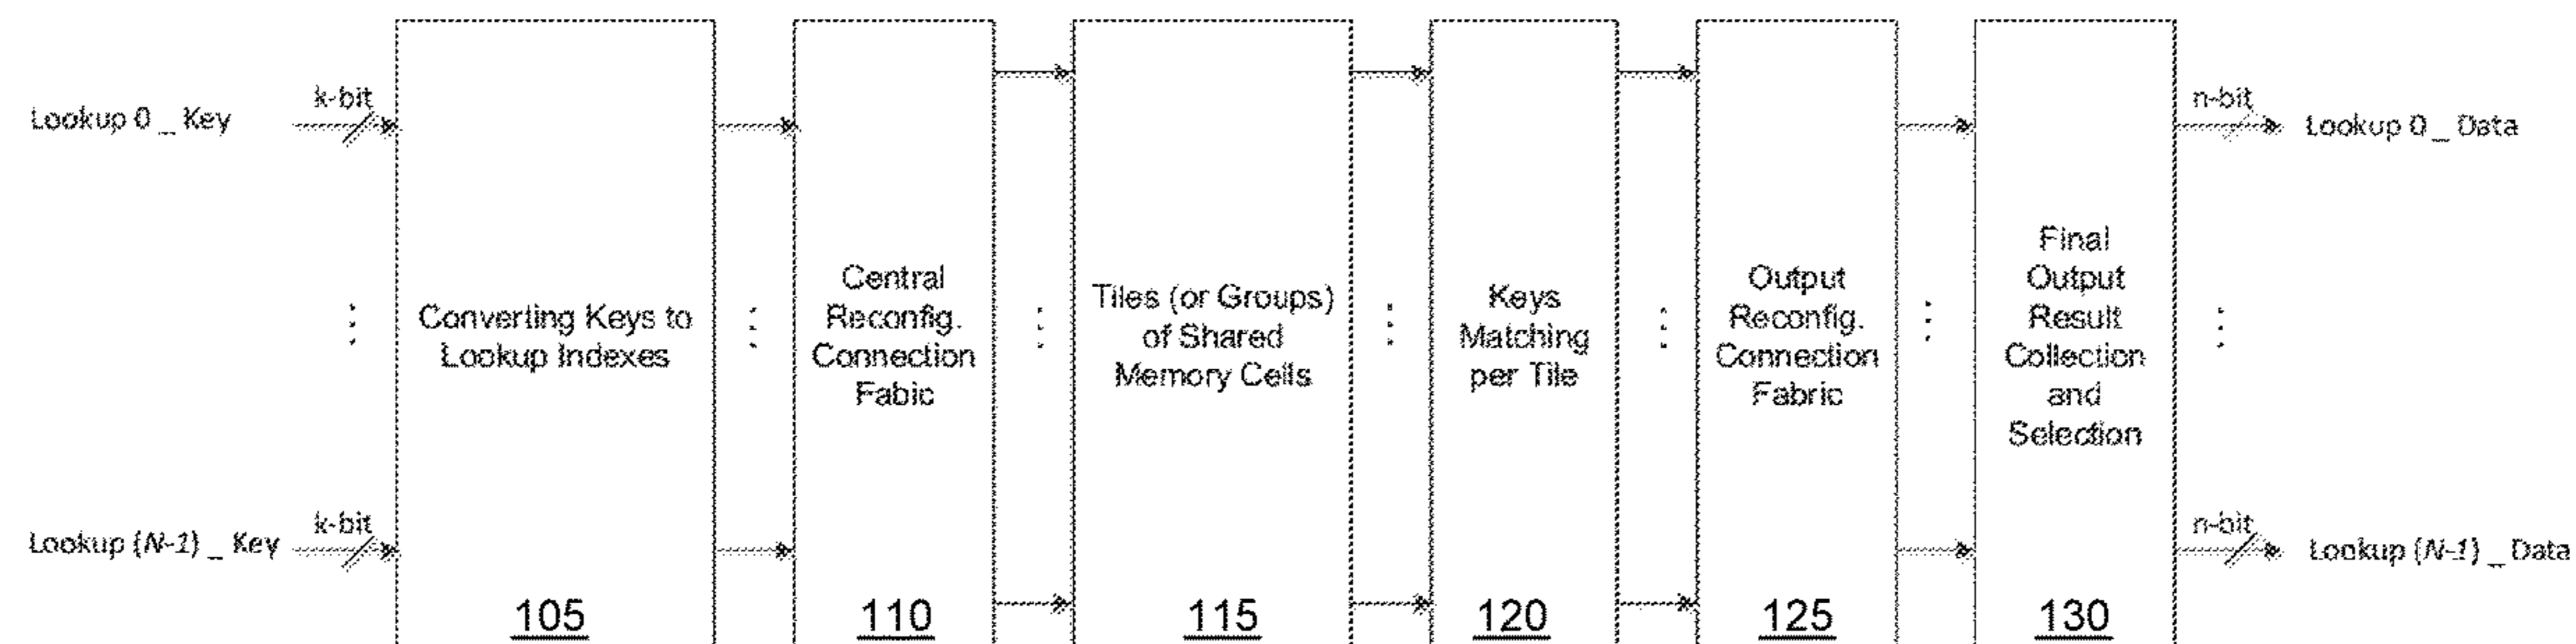 Lookup 0 _ Key
k-bit
Lookup (N-1) _ Key
k-bit
Converting Keys to
Lookup Indexes
105
Central
Reconfig.
Connection
Fabic
110
Tiles (or Groups)
of Shared
Memory Cells
115
Keys
Matching
per Tile
120
Output
Reconfig.
Connection
Fabric
125
Final
Output
Result
Collection
and
Selection
130
n-bit
Lookup 0 _ Data
n-bit
Lookup (N-1) _ Data